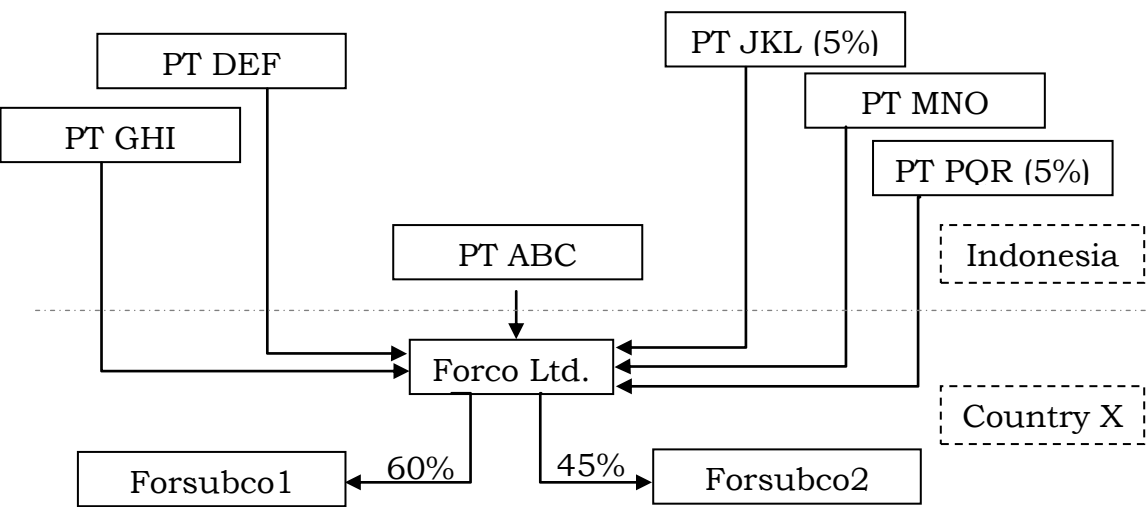 PT JKL (5%)
PT DEF
PT MNO
PT GHI
PT PQR (5%)
PT ABC
Indonesia
Forco Ltd.
Country X
60%
45%
Forsubco1
Forsubco2